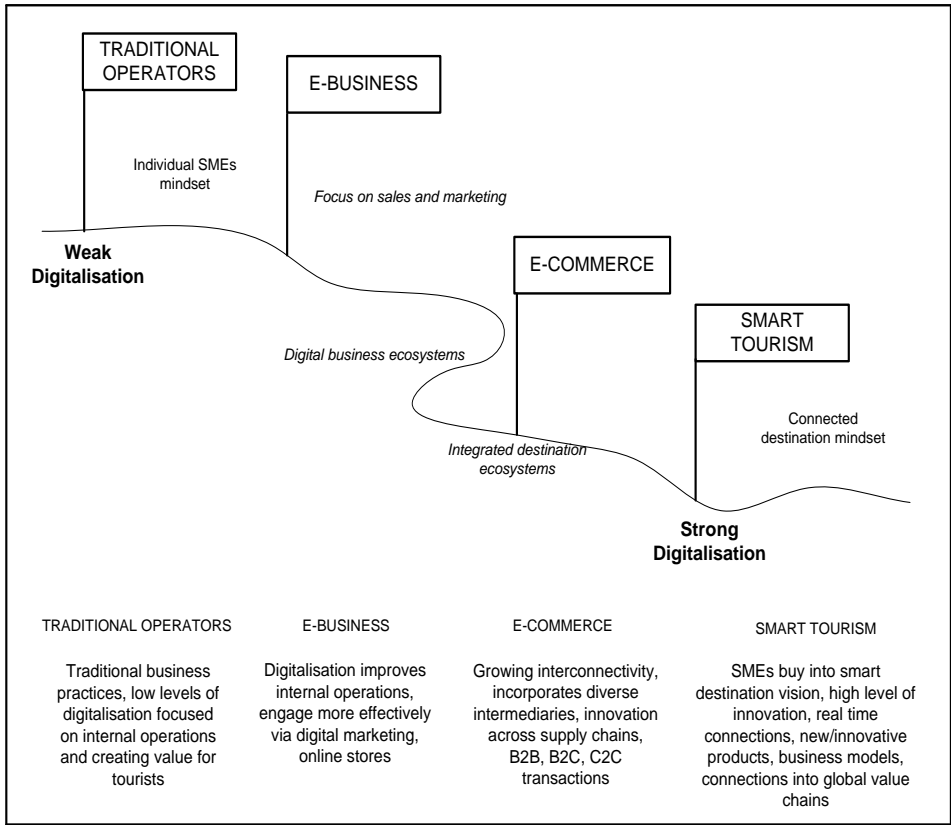 TRADITIONAL
OPERATORS
E-BUSINESS
Individual SMEs
mindset
Focus on sales and marketing
Weak
Digitalisation
E-COMMERCE
SMART
TOURISM
Digital business ecosystems
Connected
destination mindset
Integrated destination
ecosystems
Strong
Digitalisation
TRADITIONAL OPERATORS
Traditional business
practices, low levels of
digitalisation focused
on internal operations
and creating value for
tourists
E-BUSINESS
Digitalisation improves
internal operations,
engage more effectively
via digital marketing,
online stores
E-COMMERCE
Growing interconnectivity,
incorporates diverse
intermediaries, innovation
across supply chains,
B2B, B2C, C2C
transactions
SMART TOURISM
SMEs buy into smart
destination vision, high level of
innovation, real time
connections, new/innovative
products, business models,
connections into global value
chains